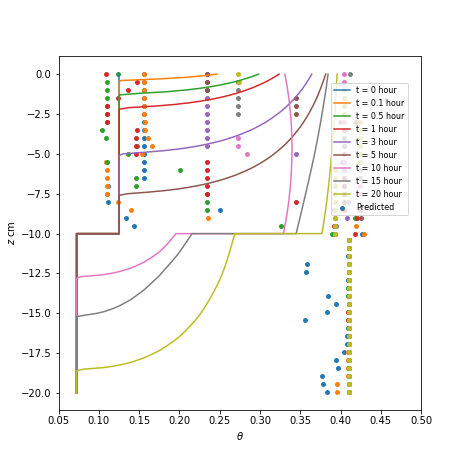 0.0
−2.5
−5.0
−7.5
−10.0
−12.5
−15.0
−17.5
−20.0
z cm
t = 0 hour
t = 0.1 hour
t = 0.5 hour
t = 1 hour
t = 3 hour
t = 5 hour
t = 10 hour
t = 15 hour
t = 20 hour
Predicted
0.05 0.10 0.15 0.20 0.25 0.30 0.35 0.40 0.45 0.50
θ